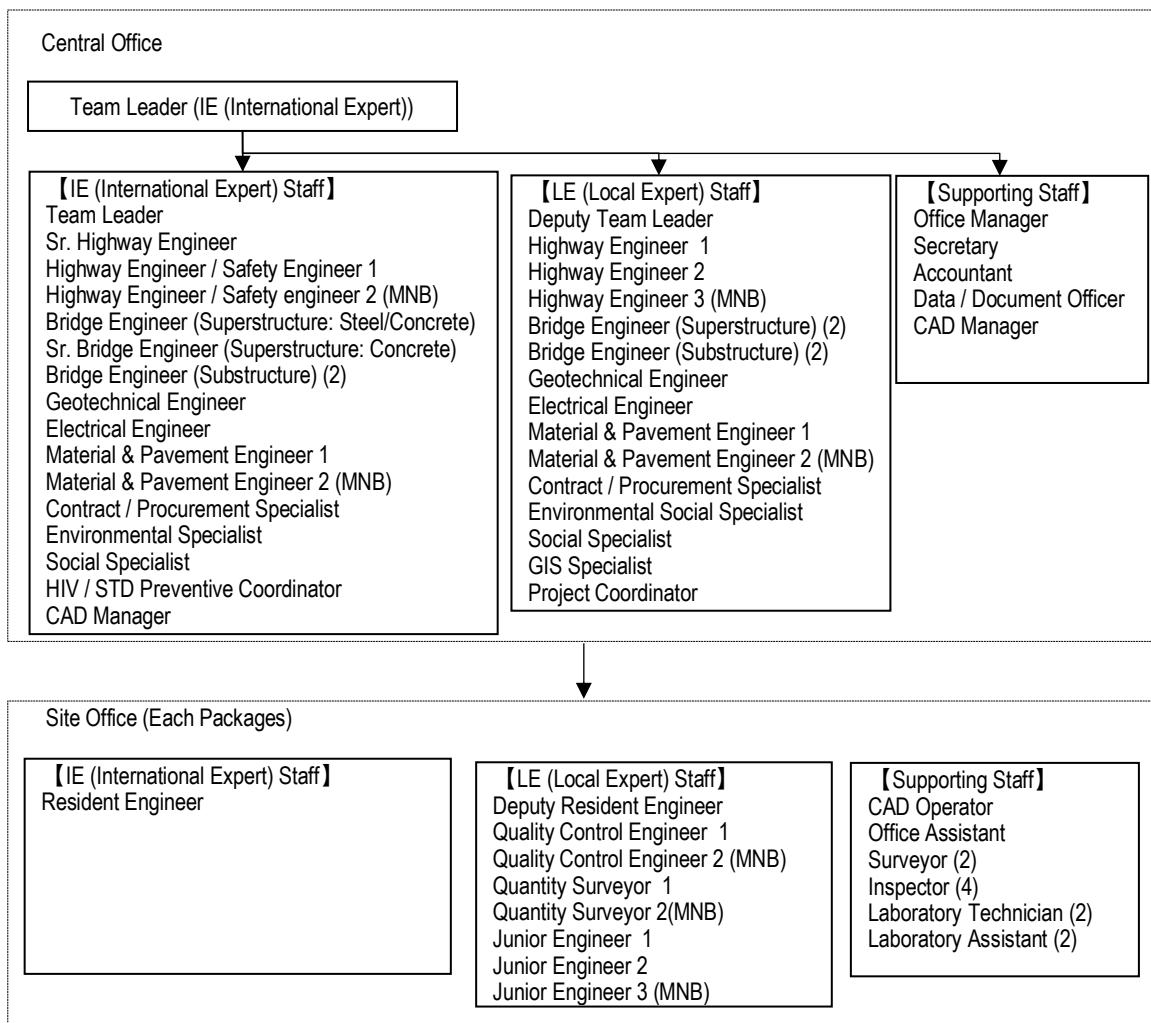 Central Office
Team Leader (IE (International Expert))
【IE (International Expert) Staff】
Team Leader
Sr. Highway Engineer
Highway Engineer / Safety Engineer 1
Highway Engineer / Safety engineer 2 (MNB)
Bridge Engineer (Superstructure: Steel/Concrete)
Sr. Bridge Engineer (Superstructure: Concrete)
Bridge Engineer (Substructure) (2)
Geotechnical Engineer
Electrical Engineer
Material & Pavement Engineer 1
Material & Pavement Engineer 2 (MNB)
Contract / Procurement Specialist
Environmental Specialist
Social Specialist
HIV / STD Preventive Coordinator
CAD Manager
【LE (Local Expert) Staff】
Deputy Team Leader
Highway Engineer 1
Highway Engineer 2
Highway Engineer 3 (MNB)
Bridge Engineer (Superstructure) (2)
Bridge Engineer (Substructure) (2)
Geotechnical Engineer
Electrical Engineer
Material & Pavement Engineer 1
Material & Pavement Engineer 2 (MNB)
Contract / Procurement Specialist
Environmental Social Specialist
Social Specialist
GIS Specialist
Project Coordinator
【Supporting Staff】
Office Manager
Secretary
Accountant
Data / Document Officer
CAD Manager
Site Office (Each Packages)
【IE (International Expert) Staff】
Resident Engineer
【LE (Local Expert) Staff】
Deputy Resident Engineer
Quality Control Engineer 1
Quality Control Engineer 2 (MNB)
Quantity Surveyor 1
Quantity Surveyor 2(MNB)
Junior Engineer 1
Junior Engineer 2
Junior Engineer 3 (MNB)
【Supporting Staff】
CAD Operator
Office Assistant
Surveyor (2)
Inspector (4)
Laboratory Technician (2)
Laboratory Assistant (2)